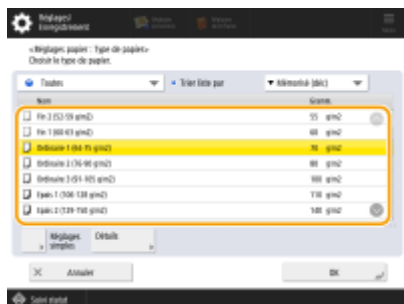 Réglages/
Enregistrement
<Réglages papier : Type de papier>
Choisir le type de papier.
Toutes
Trier liste par
Mémorisé (déc)
Nom
Gramm.
Fin 2 (52-59 g/m2) 55 g/m2
Fin 1 (60-63 g/m2) 60 g/m2
Ordinaire 1 (64-75 g/m2) 70 g/m2
Ordinaire 2 (76-90 g/m2) 80 g/m2
Ordinaire 3 (91-105 g/m2) 100 g/m2
Epais 1 (106-128 g/m2) 110 g/m2
Epais 2 (129-150 g/m2) 140 g/m2
Réglages
simples
Détails
Annuler
OK
Suivi statut